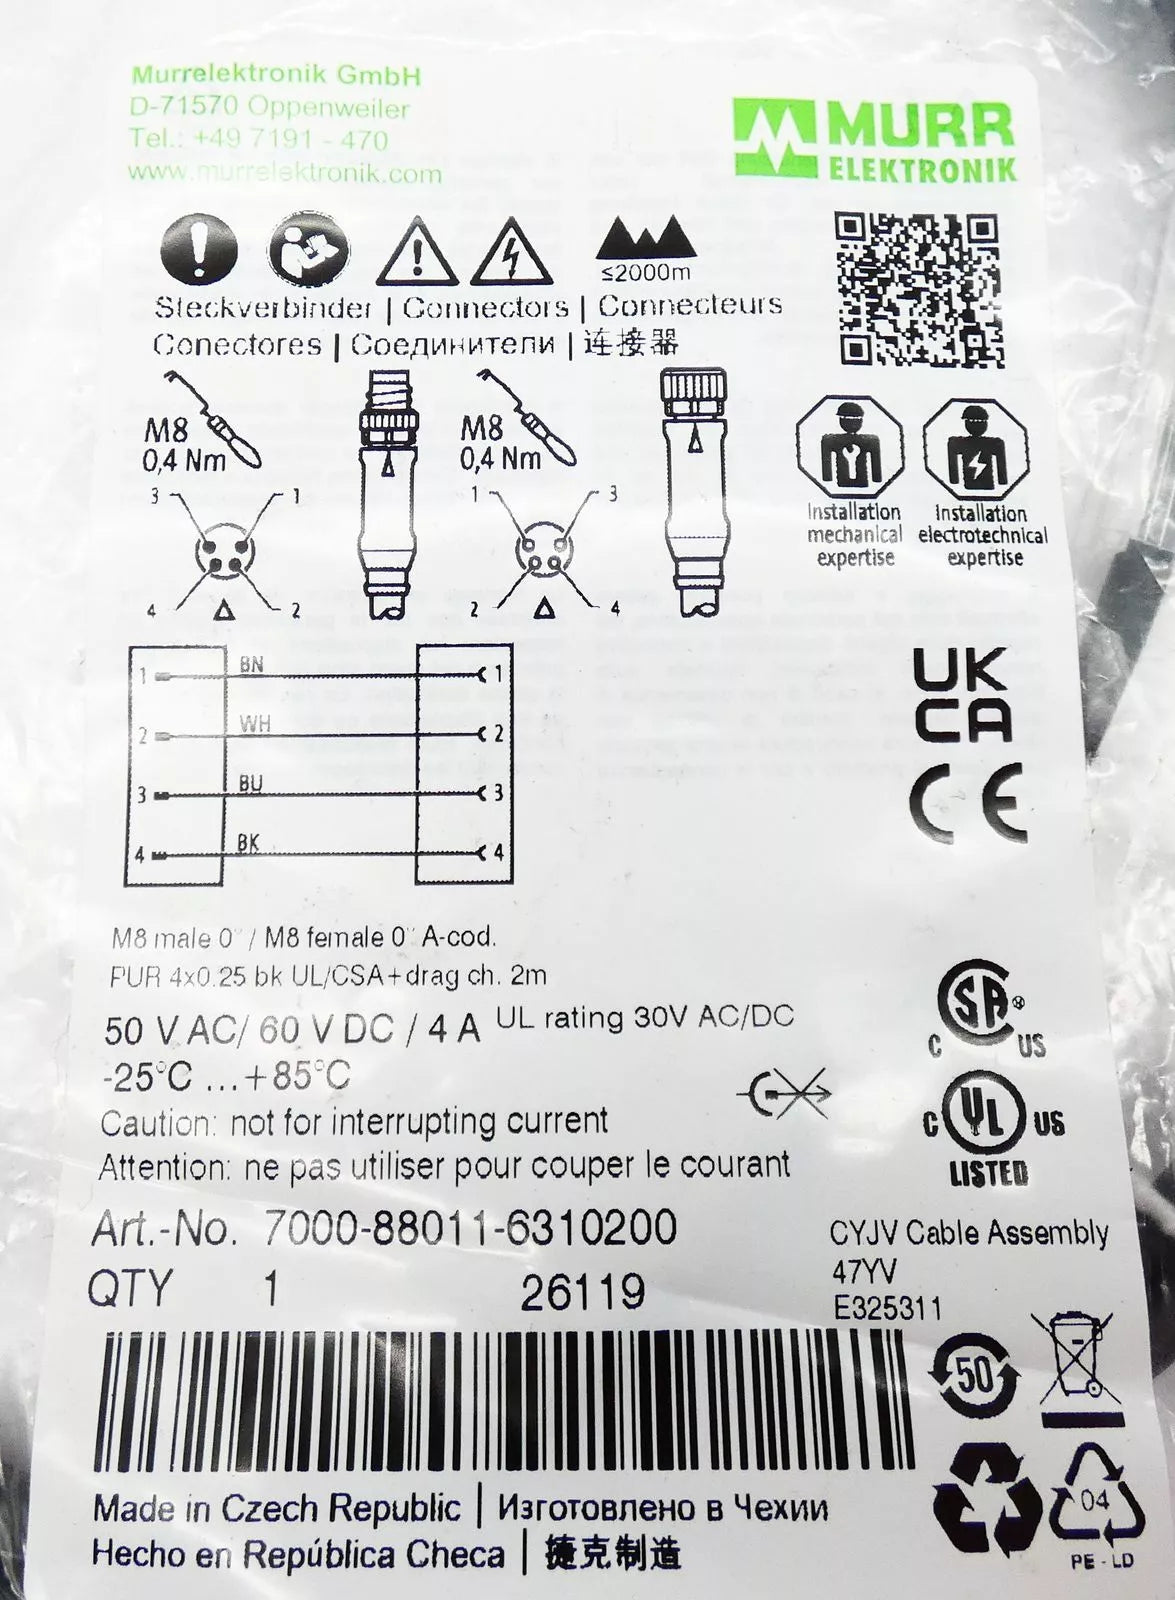 Murrelektronik GmbH
D-71570 Oppenweiler
Tel.: +49 7191 - 470
www.murrelektronik.com
MURR
ELEKTRONIK
≤2000m
Steckverbinder | Connectors | Connecteurs
Conectores | Соединители | 连接器
M8
0,4 Nm
M8
0,4 Nm
3 1
4 2
1 3
2 4
Installation
mechanical
expertise
Installation
electrotechnical
expertise
1 BN 1
2 WH 2
3 BU 3
4 BK 4
UK
CA
CE
M8 male 0° / M8 female 0° A-cod.
PUR 4x0.25 bk UL/CSA+drag ch. 2m
50 V AC/ 60 V DC / 4 A UL rating 30V AC/DC
-25°C ...+85°C
Caution: not for interrupting current
Attention: ne pas utiliser pour couper le courant
C SA® US
C UL US
LISTED
Art.-No. 7000-88011-6310200
QTY 1 26119
CYJV Cable Assembly
47YV
E325311
50
04
PE - LD
Made in Czech Republic | Изготовлено в Чехии
Hecho en República Checa | 捷克制造